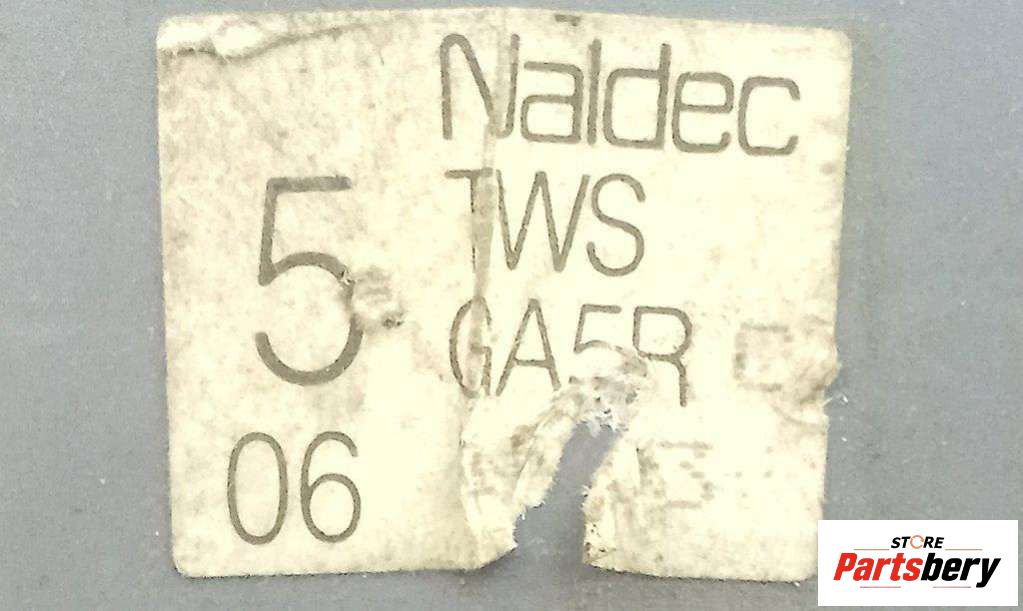 Naldec
5
TWS
GA5R
06
STORE
Partsbery